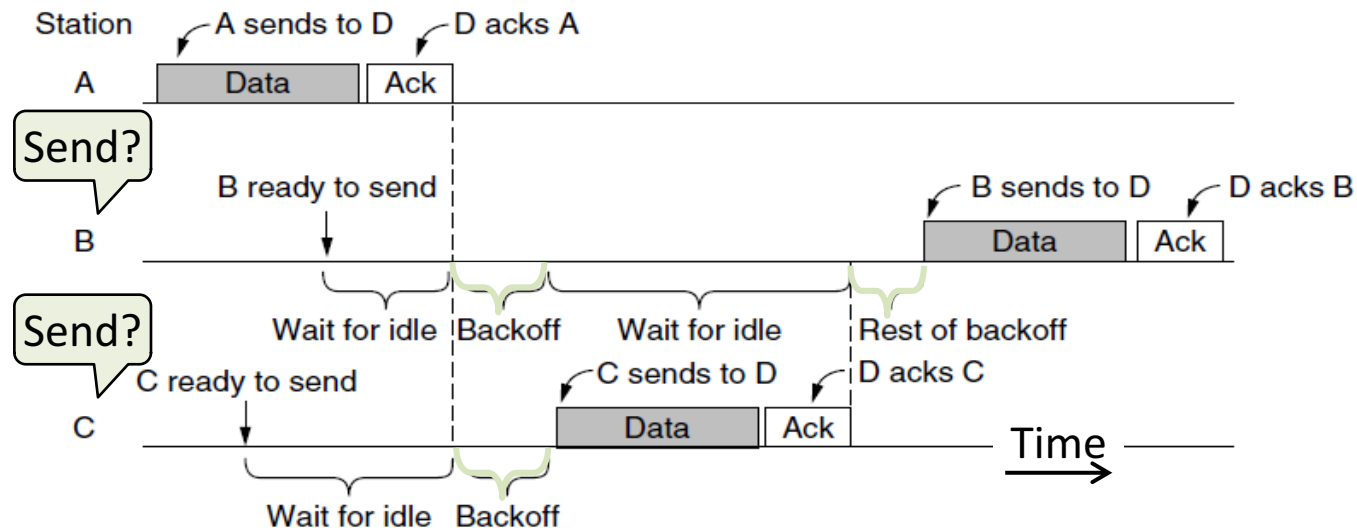 Station
A sends to D
D acks A
A
Data
Ack
Send?
B ready to send
B sends to D
D acks B
B
Data
Ack
Wait for idle
Backoff
Wait for idle
Rest of backoff
Send?
C ready to send
C sends to D
D acks C
C
Data
Ack
Time
Wait for idle
Backoff